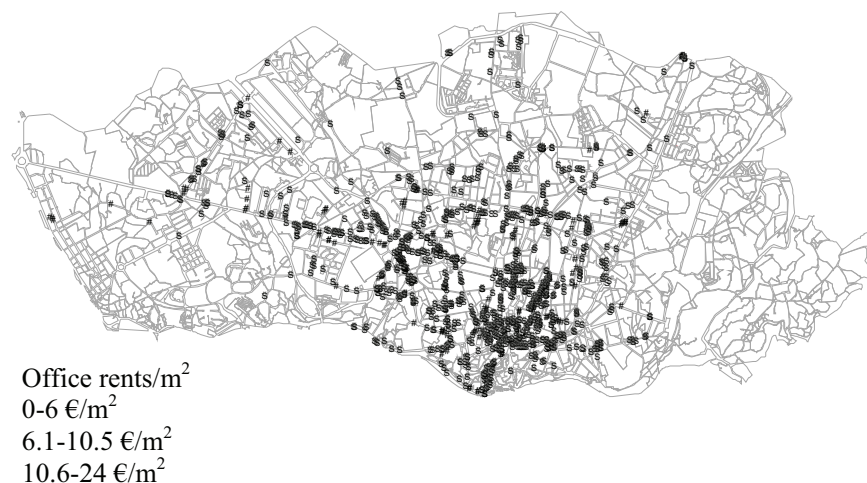 Office rents/m²
0-6 €/m²
6.1-10.5 €/m²
10.6-24 €/m²